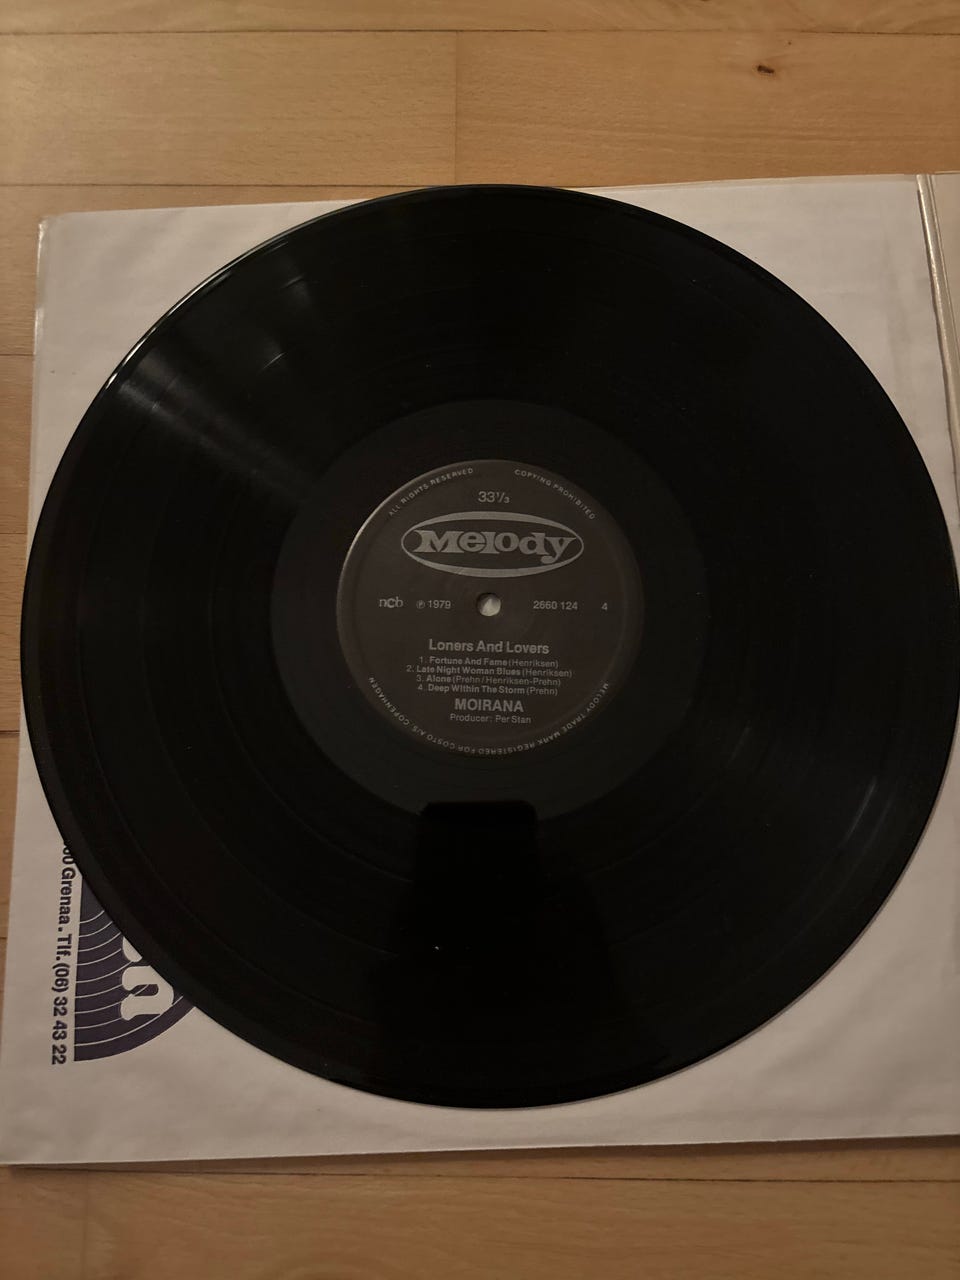 ALL RIGHTS RESERVED COPYING PROHIBITED
33⅓
Melody
ncb ℗ 1979 2660 124 4
Loners And Lovers
1. Fortune And Fame (Henriksen)
2. Late Night Woman Blues (Henriksen)
3. Alone (Prehn/Henriksen-Prehn)
4. Deep Within The Storm (Prehn)
MOIRANA
Producer: Per Stan
MELODY TRADE MARK REGISTERED FOR COSTO A/S COPENHAGEN
Grenaa . Tlf. (06) 32 43 22